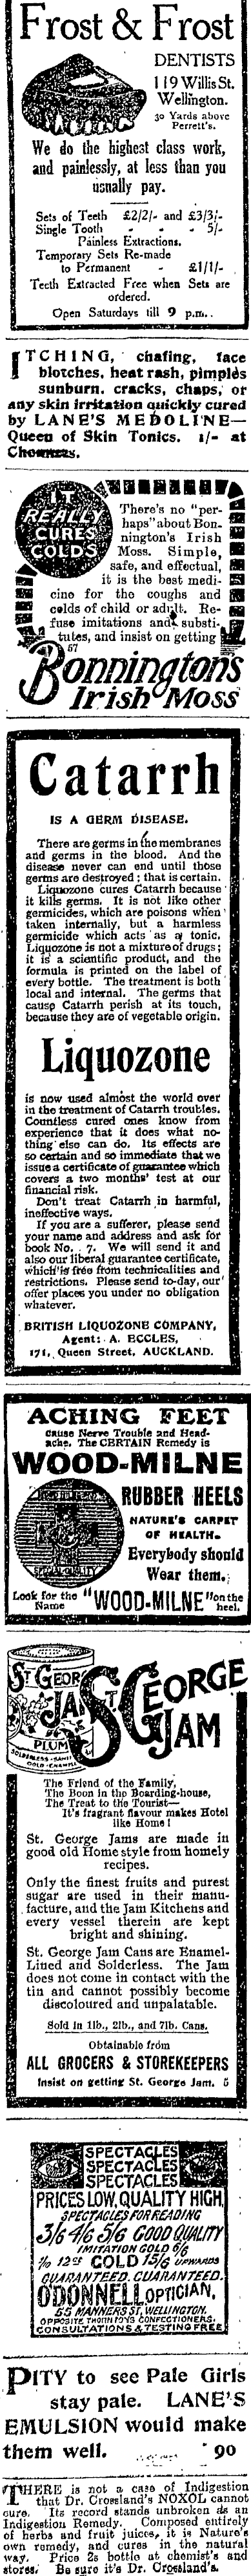 Frost & Frost
DENTISTS
119 Willis St.
Wellington.
30 Yards above
Perrett's.
We do the highest class work,
and painlessly, at less than you
usually pay.
Sets of Teeth £2/2/- and £3/3/-
Single Tooth - - - 5/-
Painless Extractions.
Temporary Sets Re-made
to Permanent - £1/1/-
Teeth Extracted Free when Sets are
ordered.
Open Saturdays till 9 p.m.
ITCHING, chafing, face
blotches, heat rash, pimples
sunburn, cracks, chaps, or
any skin irritation quickly cured
by LANE'S MEDOLINE—
Queen of Skin Tonics. 1/- at
Chemists.
IT
REALLY
CURES
COLDS
There's no "per-
haps" about Bon-
nington's Irish
Moss. Simple,
safe, and effectual,
it is the best medi-
cine for the coughs and
colds of child or adult. Re-
fuse imitations and substi-
tutes, and insist on getting
57
Bonnington's
Irish Moss
Catarrh
IS A GERM DISEASE.
There are germs in the membranes
and germs in the blood. And the
disease never can end until those
germs are destroyed; that is certain.
Liquozone cures Catarrh because
it kills germs. It is not like other
germicides, which are poisons when
taken internally, but a harmless
germicide which acts as a tonic.
Liquozone is not a mixture of drugs;
it is a scientific product, and the
formula is printed on the label of
every bottle. The treatment is both
local and internal. The germs that
cause Catarrh perish at its touch,
because they are of vegetable origin.
Liquozone
is now used almost the world over
in the treatment of Catarrh troubles.
Countless cured ones know from
experience that it does what no-
thing else can do. Its effects are
so certain and so immediate that we
issue a certificate of guarantee which
covers a two months' test at our
financial risk.
Don't treat Catarrh in harmful,
ineffective ways.
If you are a sufferer, please send
your name and address and ask for
book No. 7. We will send it and
also our liberal guarantee certificate,
which is free from technicalities and
restrictions. Please send to-day, our
offer places you under no obligation
whatever.
BRITISH LIQUOZONE COMPANY,
Agent: A. ECCLES,
171, Queen Street, AUCKLAND.
ACHING FEET
cause Nerve Trouble and Head-
ache. The CERTAIN Remedy is
WOOD-MILNE
RUBBER HEELS
NATURE'S CARPET
OF HEALTH.
Everybody should
Wear them.
SPECIAL QUALITY
Look for the
Name
"WOOD-MILNE" on the
heel.
ST. GEORGE
JAM
PLUM
SOLDERLESS-SANITARY
GOLD-ENAMEL
ST. GEORGE
JAM
The Friend of the Family,
The Boon in the Boarding-house,
The Treat to the Tourist—
It's fragrant flavour makes Hotel
like Home!
St. George Jams are made in
good old Home style from homely
recipes.
Only the finest fruits and purest
sugar are used in their manu-
facture, and the Jam Kitchens and
every vessel therein are kept
bright and shining.
St. George Jam Cans are Enamel-
Lined and Solderless. The Jam
does not come in contact with the
tin and cannot possibly become
discoloured and unpalatable.
Sold in 1lb., 2lb., and 7lb. Cans.
Obtainable from
ALL GROCERS & STOREKEEPERS
Insist on getting St. George Jam. 5
SPECTACLES
SPECTACLES
SPECTACLES
PRICES LOW, QUALITY HIGH.
SPECTACLES FOR READING
3/6 4/6 5/6 GOOD QUALITY
IMITATION GOLD 6/6
1/10 12ct GOLD 15/6 UPWARDS
GUARANTEED. GUARANTEED.
O'DONNELL, OPTICIAN,
55 MANNERS ST, WELLINGTON.
OPPOSITE CONFECTIONERS.
CONSULTATIONS & TESTING FREE
PITY to see Pale Girls
stay pale. LANE'S
EMULSION would make
them well. 90
THERE is not a case of Indigestion
that Dr. Crossland's NOXOL cannot
cure. Its record stands unbroken as an
Indigestion Remedy. Composed entirely
of herbs and fruit juices, it is Nature's
own remedy, and cures in the natural
way. Price 2s bottle at chemist's and
stores. Be sure it's Dr. Crossland's.